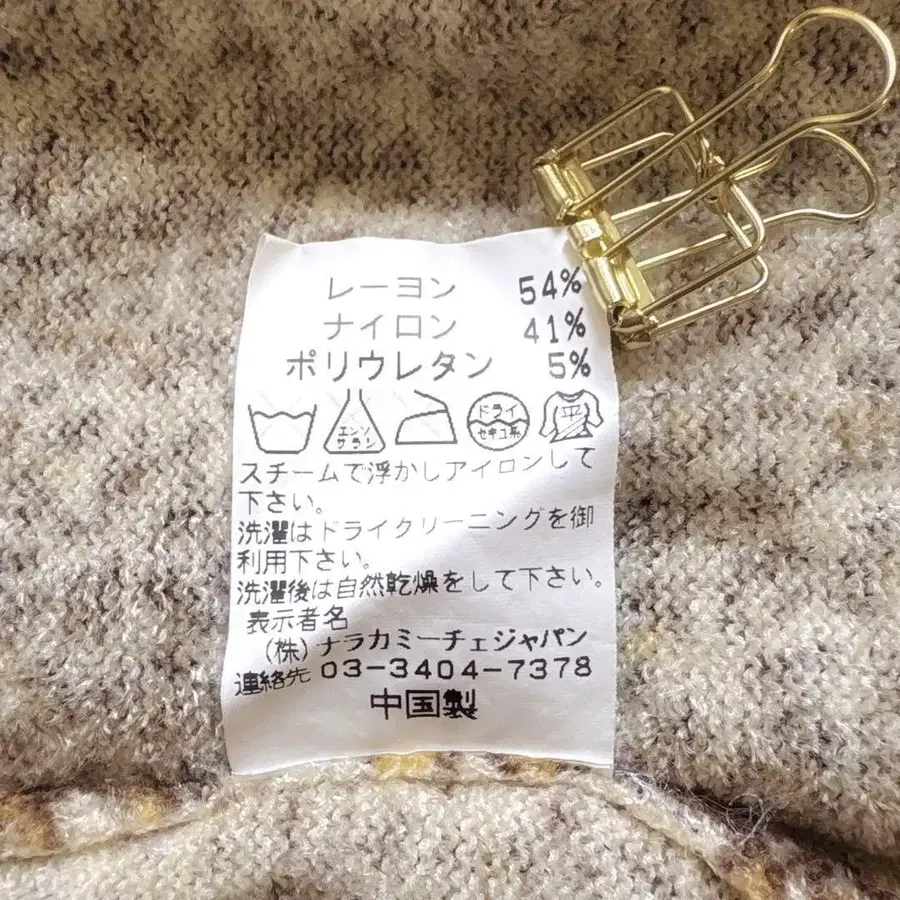 レーヨン 54%
ナイロン 41%
ポリウレタン 5%
エンソ
サラシ
ドライ
セキユ系
平
スチームで浮かしアイロンして
下さい。
洗濯はドライクリーニングを御
利用下さい。
洗濯後は自然乾燥をして下さい。
表示者名
(株)ナラカミーチェジャパン
連絡先 03-3404-7378
中国製